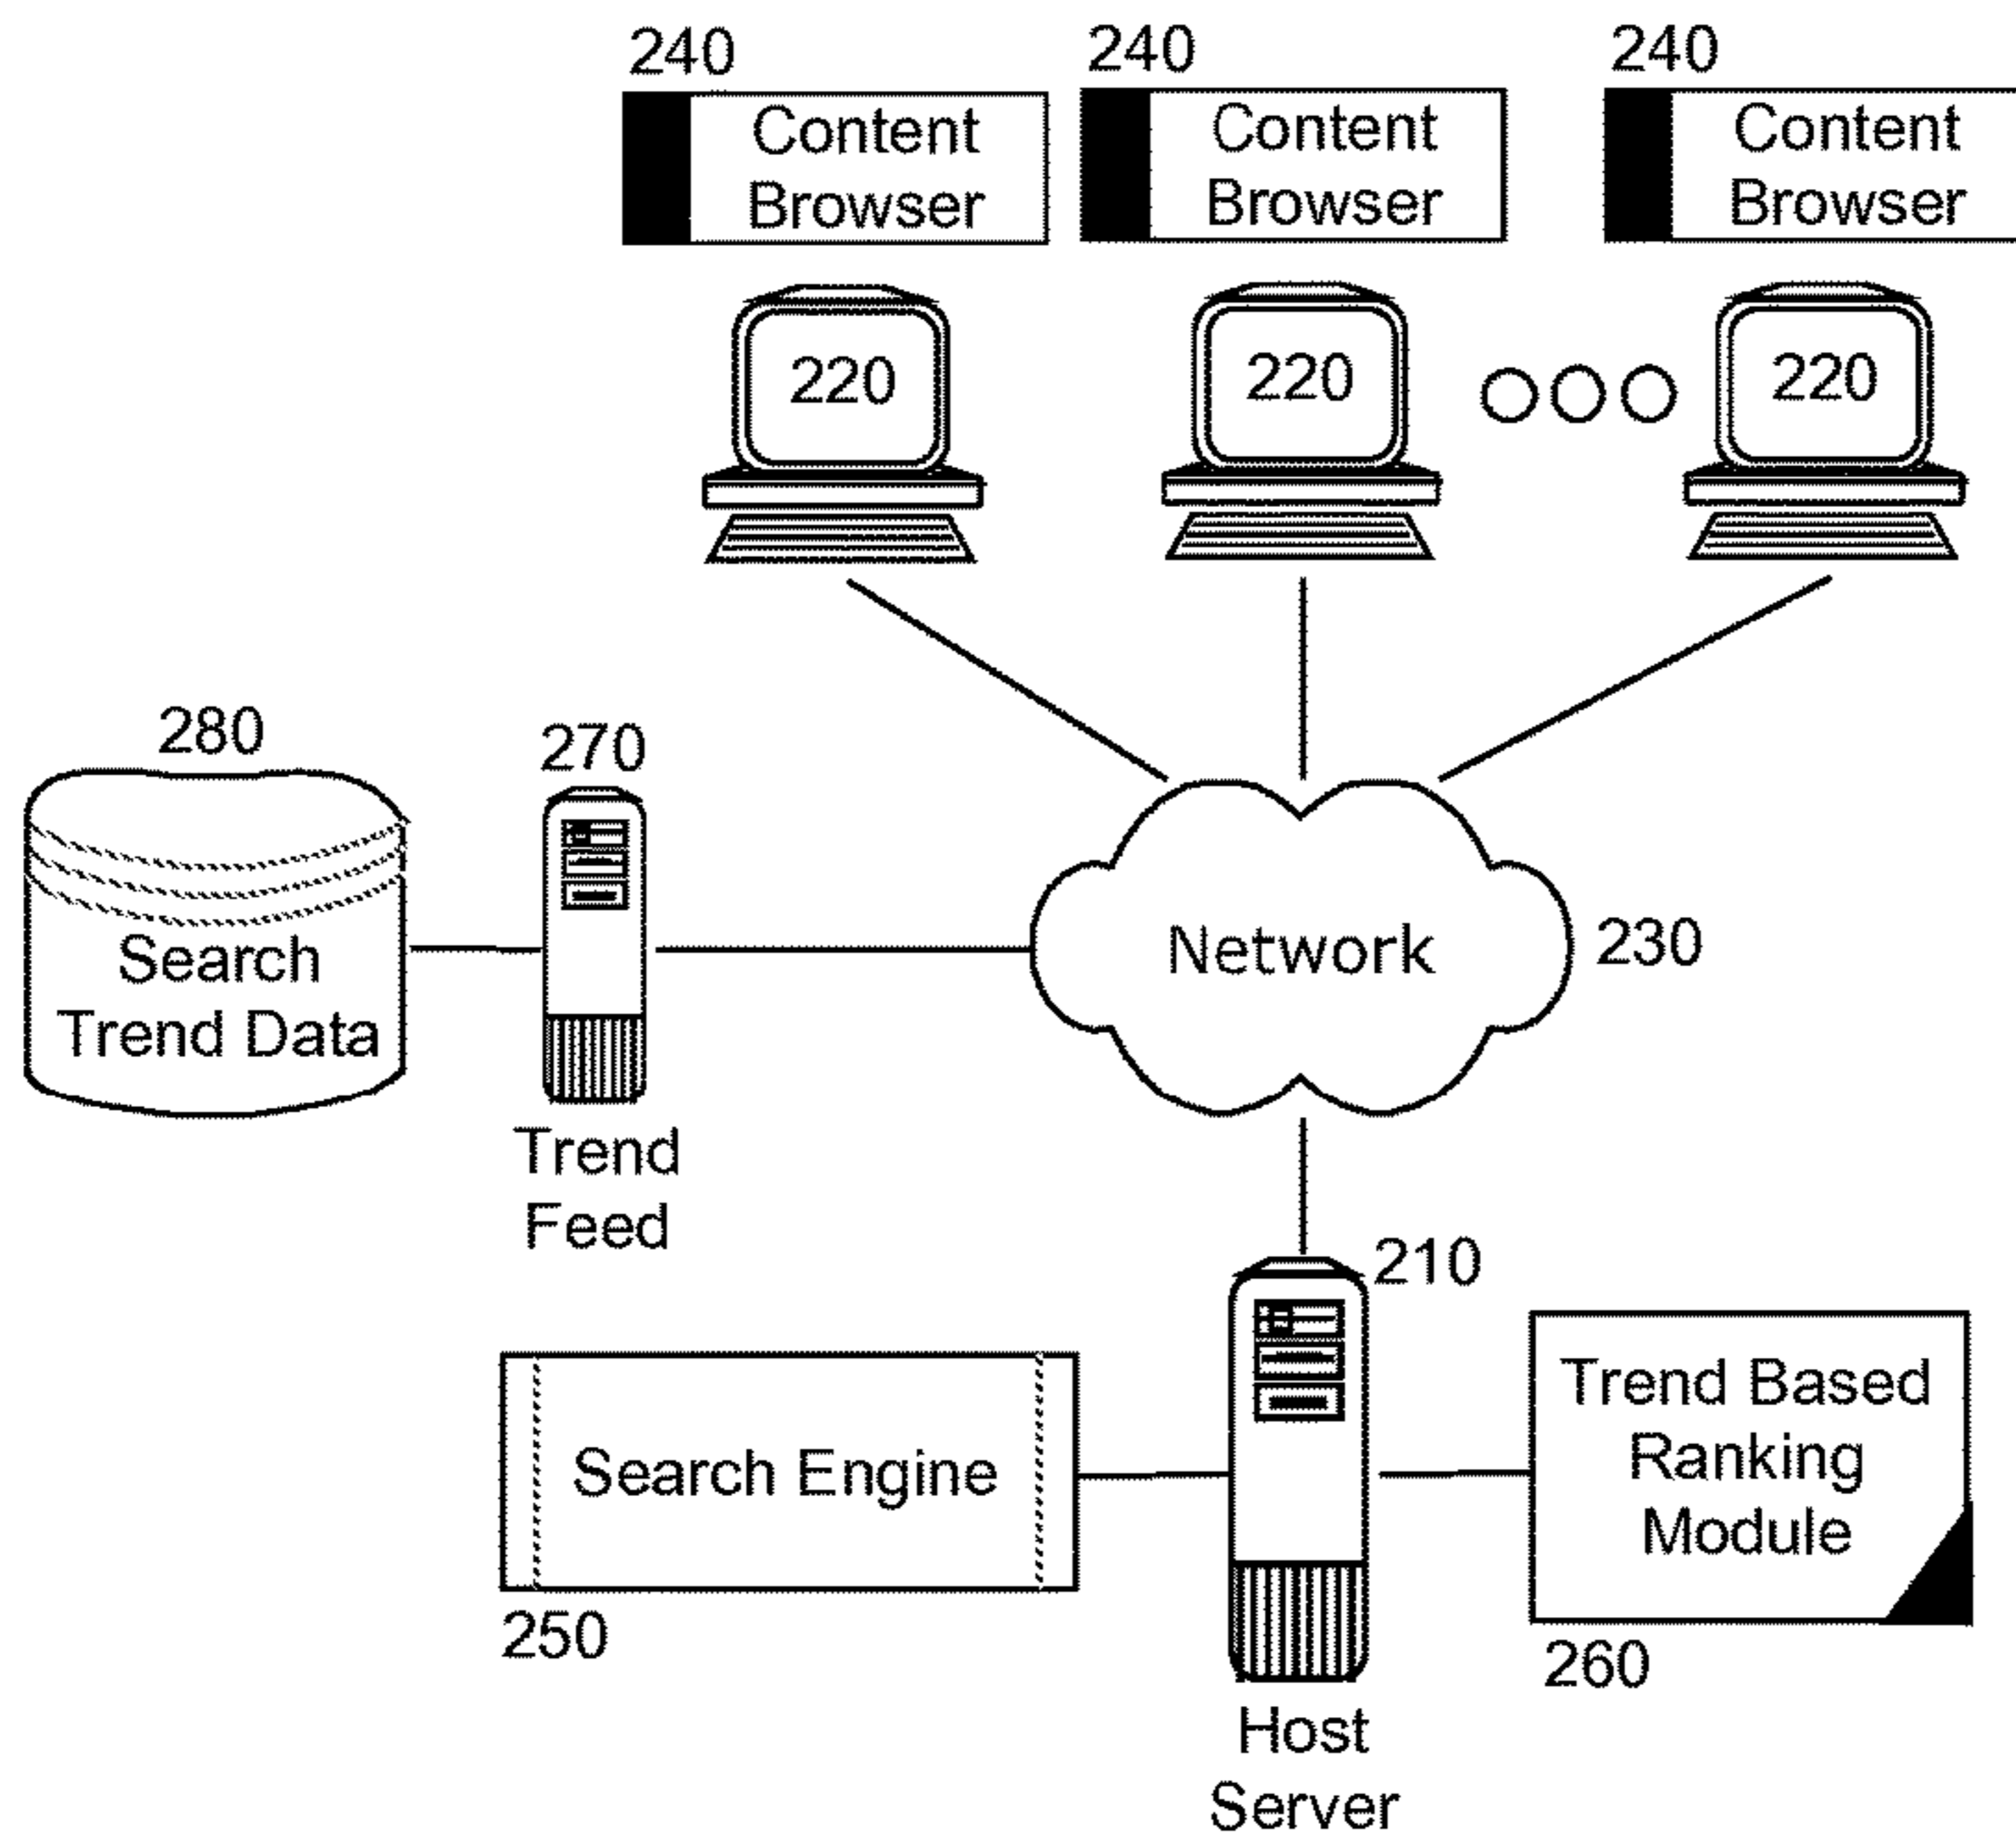 240
240
240
Content
Browser
Content
Browser
Content
Browser
220
220
220
280
270
Search
Trend Data
Network
230
Trend
Feed
210
Search Engine
Trend Based
Ranking
Module
250
260
Host
Server